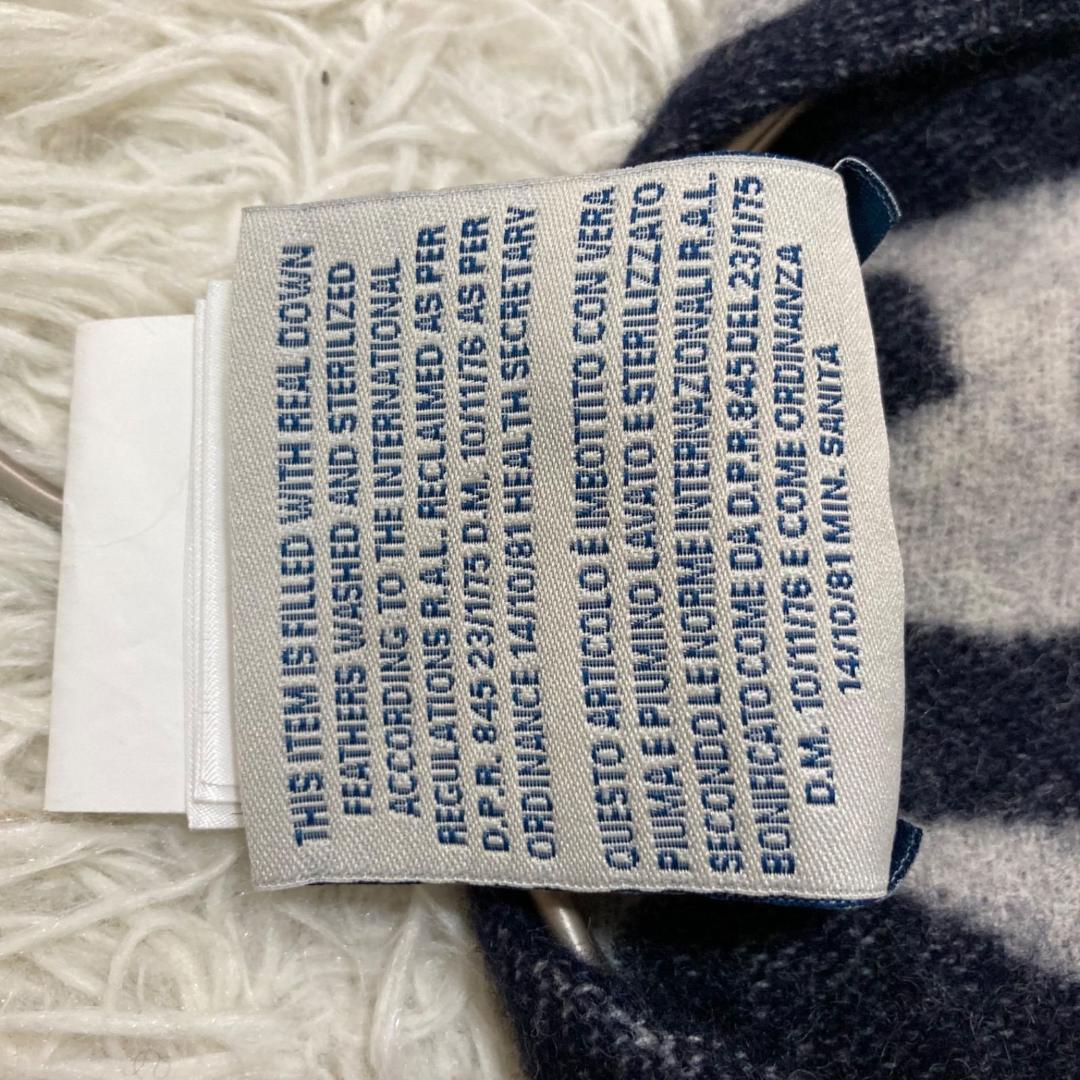 THIS ITEM IS FILLED WITH REAL DOWN
FEATHERS WASHED AND STERILIZED
ACCORDING TO THE INTERNATIONAL
REGULATIONS R.A.L. RECLAIMED AS PER
D.P.R. 845 23/1/75 D.M. 10/11/76 AS PER
ORDINANCE 14/10/81 HEALTH SECRETARY
QUESTO ARTICOLO É IMBOTTITO CON VERA
PIUMA E PIUMINO LAVATO E STERILIZZATO
SECONDO LE NORME INTERNAZIONALI R.A.L.
BONIFICATO COME DA D.P.R. 845 DEL 23/1/75
D.M. 10/11/76 E COME ORDINANZA
14/10/81 MIN. SANITA